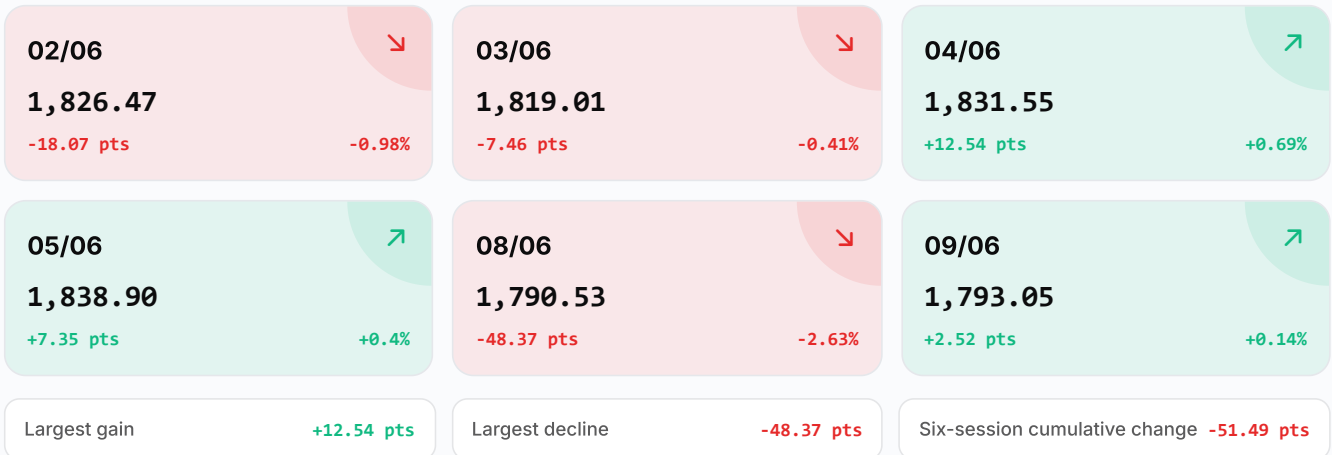 02/06
1,826.47
-18.07 pts -0.98%
03/06
1,819.01
-7.46 pts -0.41%
04/06
1,831.55
+12.54 pts +0.69%
05/06
1,838.90
+7.35 pts +0.4%
08/06
1,790.53
-48.37 pts -2.63%
09/06
1,793.05
+2.52 pts +0.14%
Largest gain +12.54 pts
Largest decline -48.37 pts
Six-session cumulative change -51.49 pts